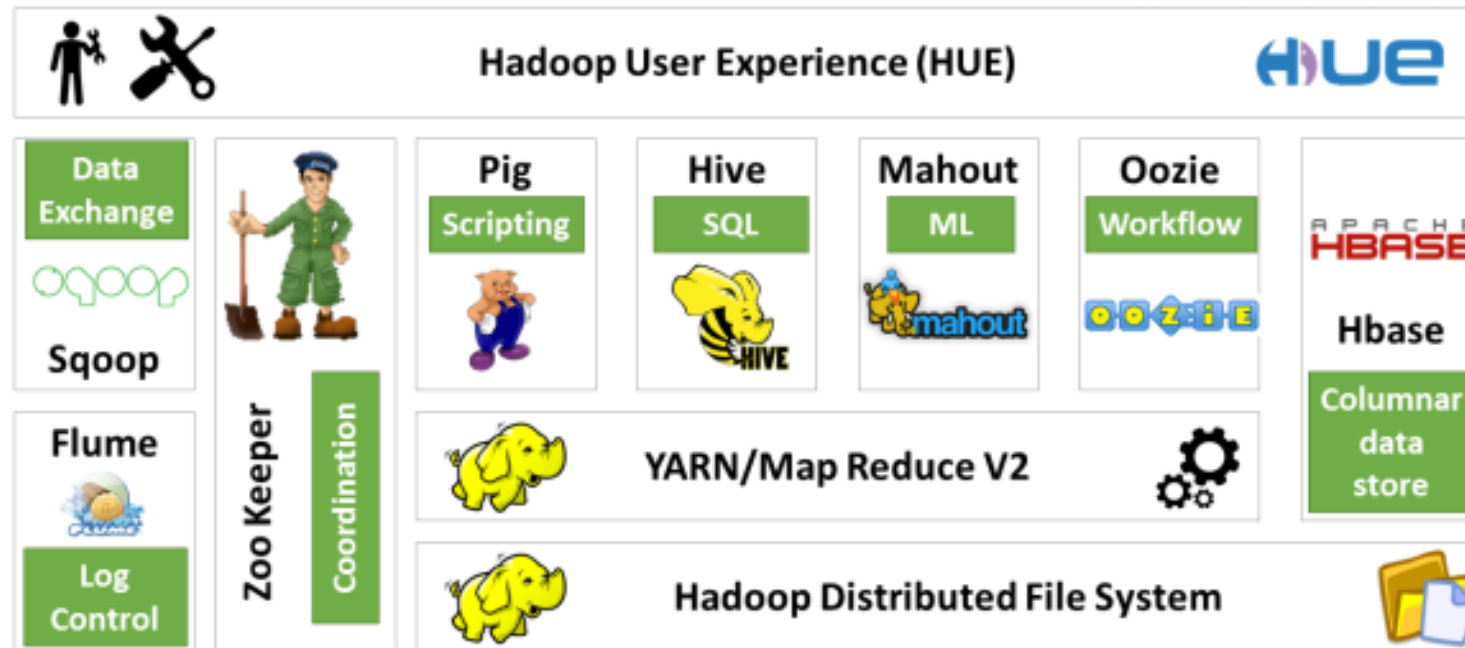 Hadoop User Experience (HUE)
HUE
Data
Exchange
sqoop
Sqoop
Flume
FLUME
Log
Control
Zoo Keeper
Coordination
Pig
Scripting
Hive
SQL
HIVE
Mahout
ML
mahout
Oozie
Workflow
OOZiE
APACHE
HBASE
Hbase
Columnar
data
store
YARN/Map Reduce V2
Hadoop Distributed File System